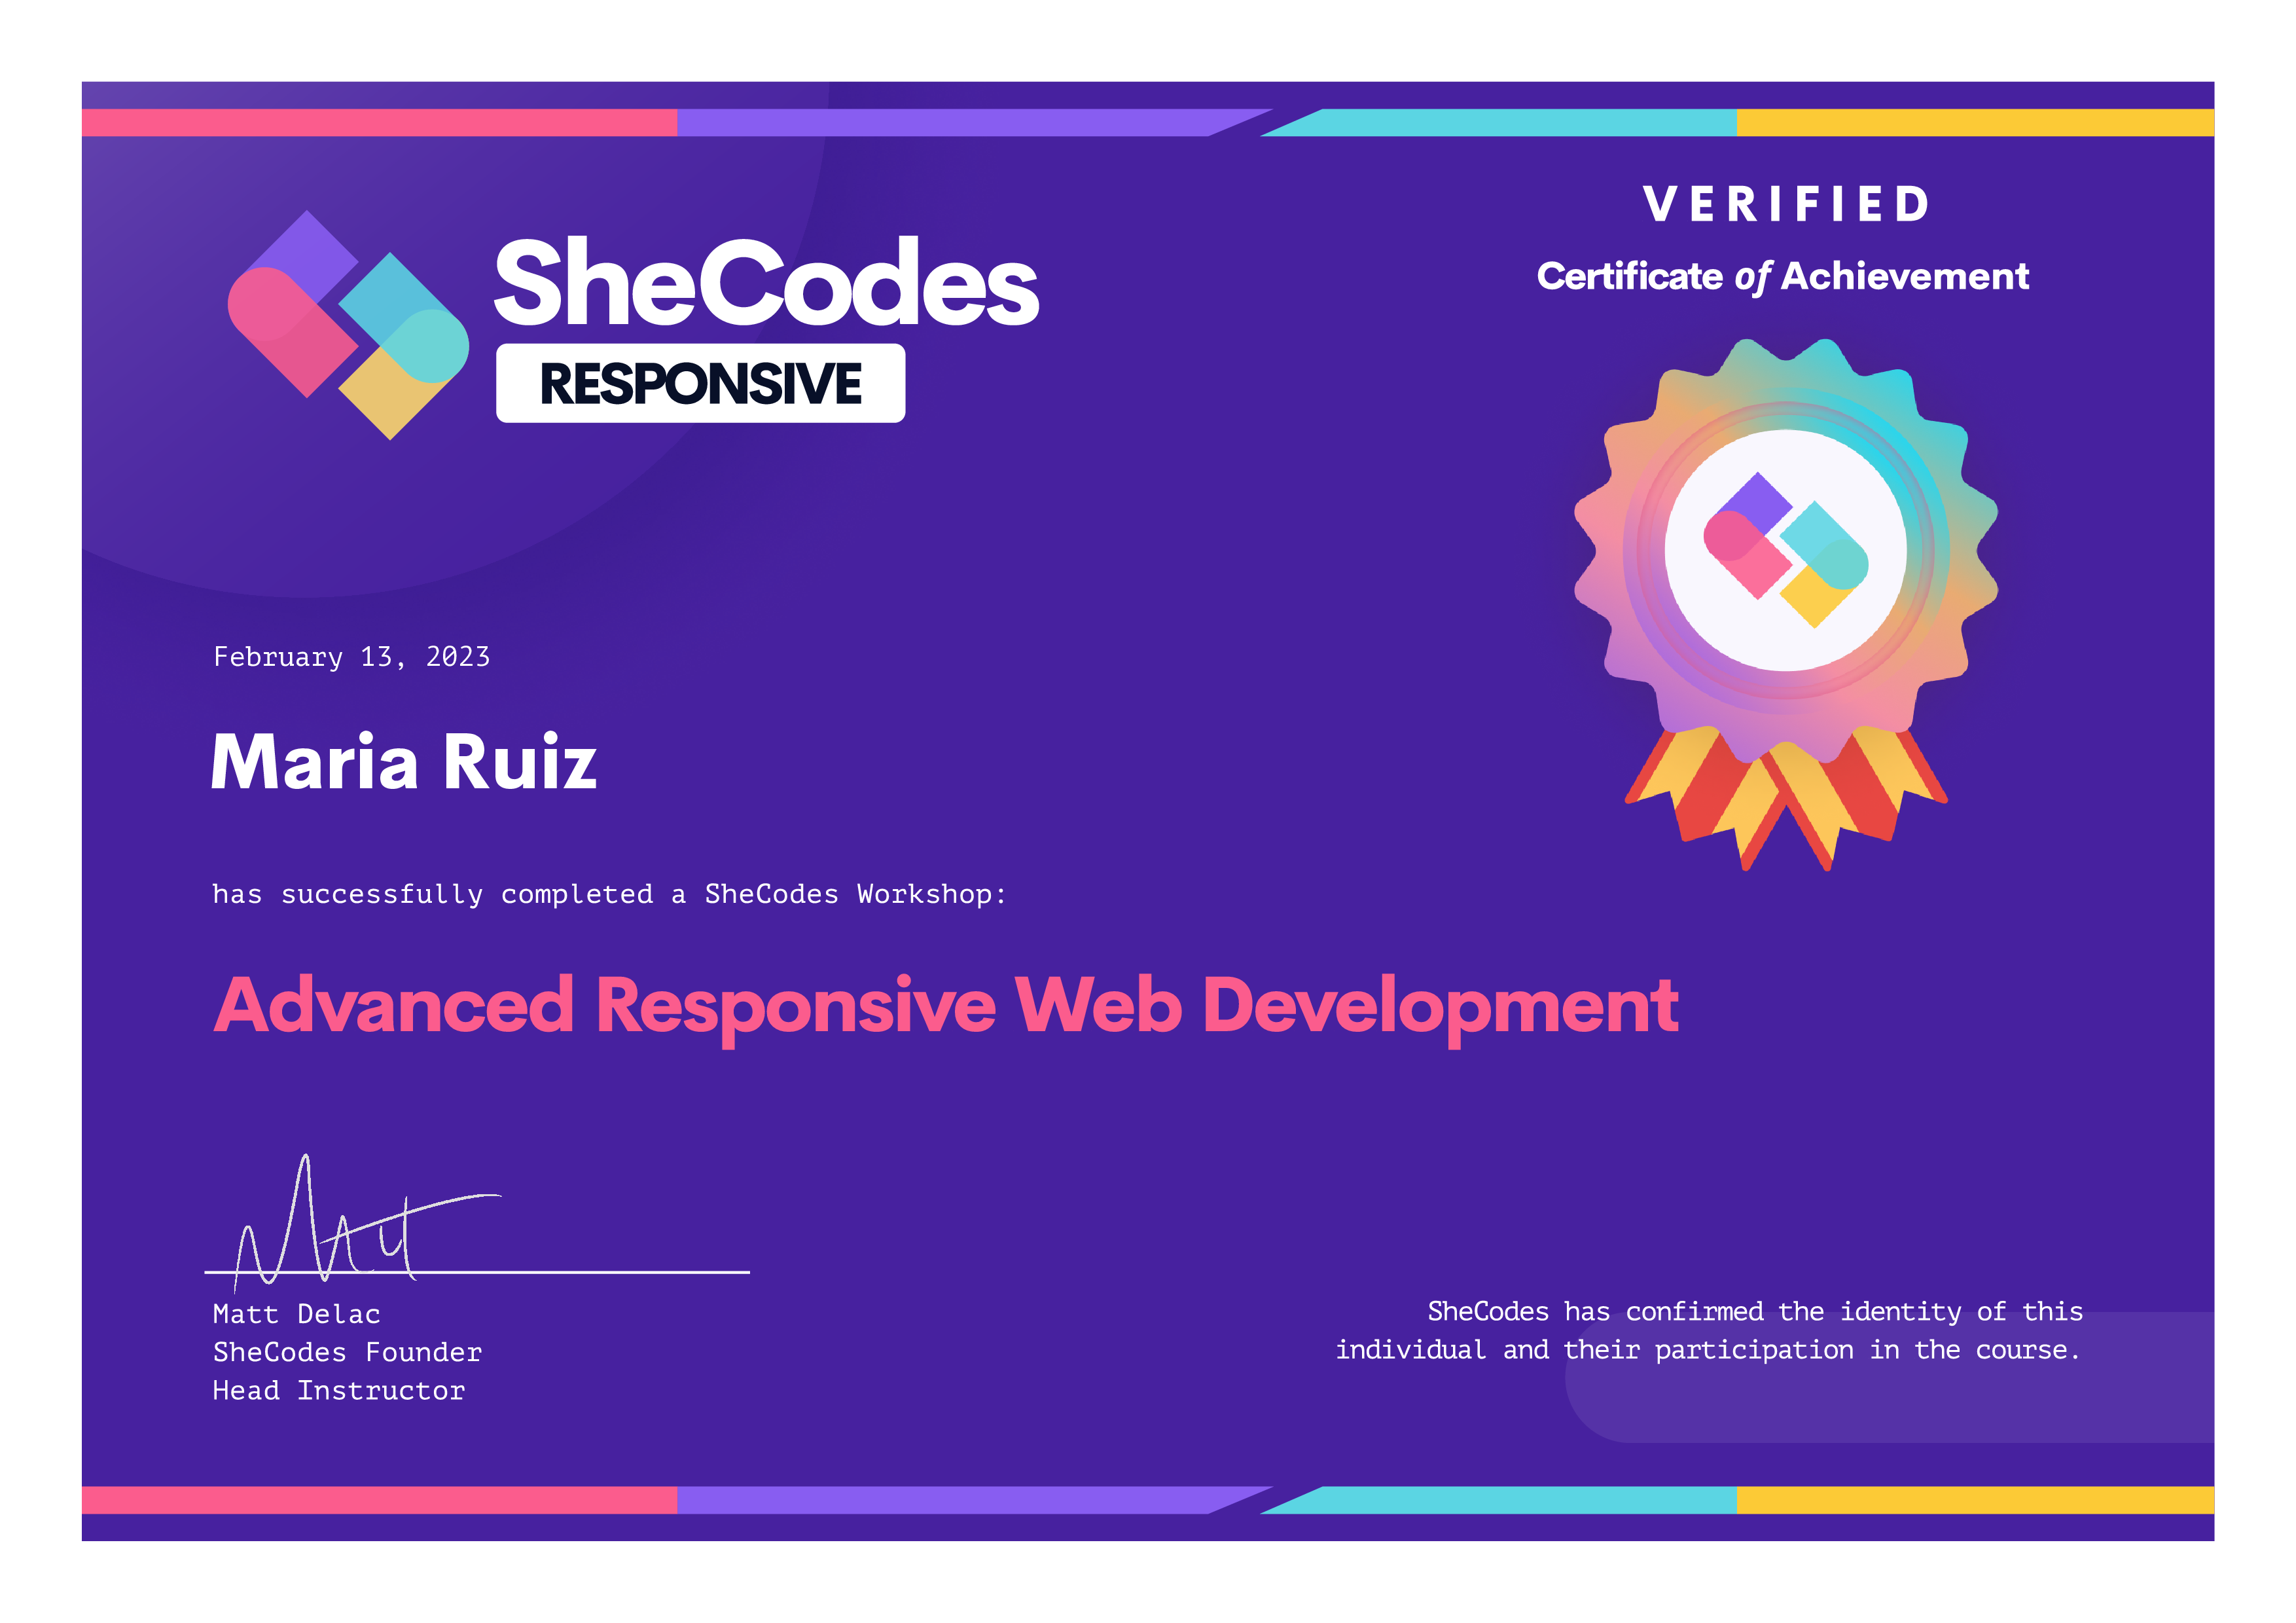 VERIFIED
Certificate of Achievement
SheCodes
RESPONSIVE
February 13, 2023
Maria Ruiz
has successfully completed a SheCodes Workshop:
Advanced Responsive Web Development
Matt
Matt Delac
SheCodes Founder
Head Instructor
SheCodes has confirmed the identity of this
individual and their participation in the course.